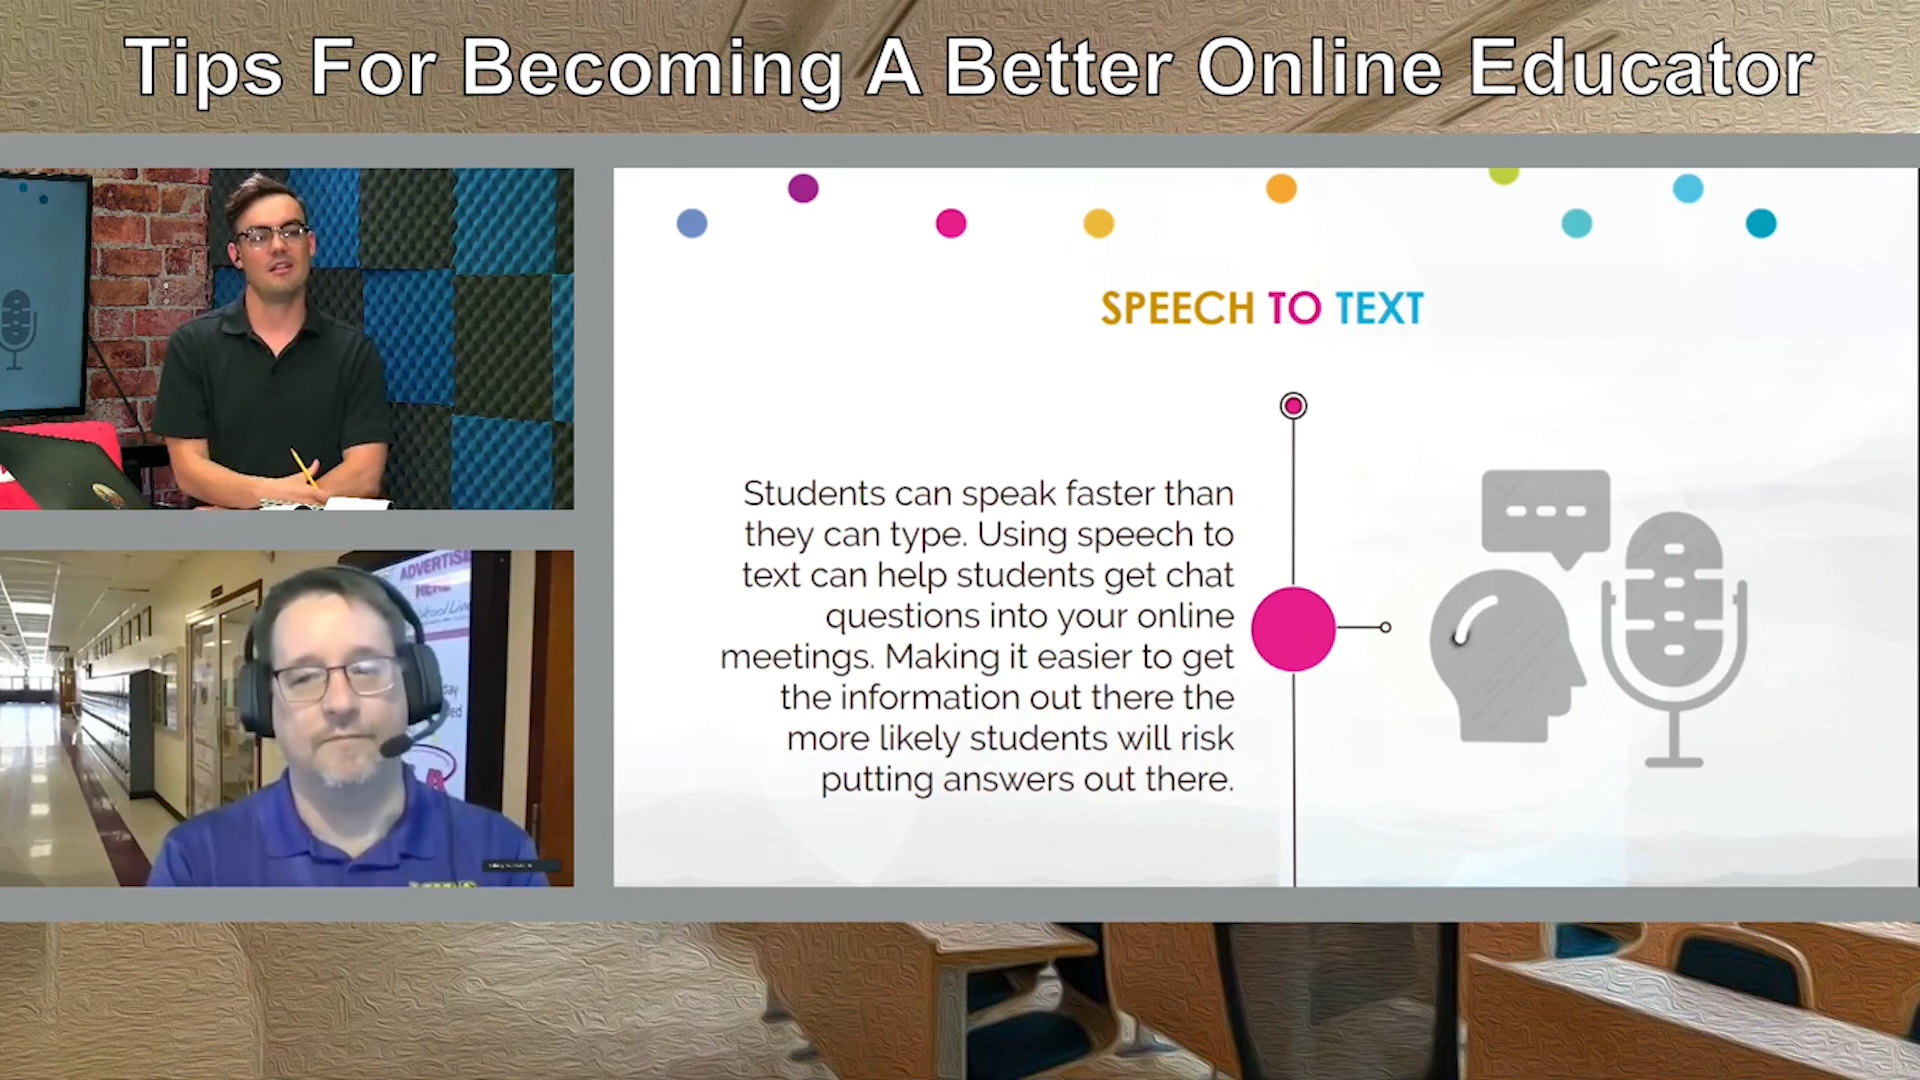 Tips For Becoming A Better Online Educator
SPEECH TO TEXT
Students can speak faster than
they can type. Using speech to
text can help students get chat
questions into your online
meetings. Making it easier to get
the information out there the
more likely students will risk
putting answers out there.
ADVERTISE
HERE